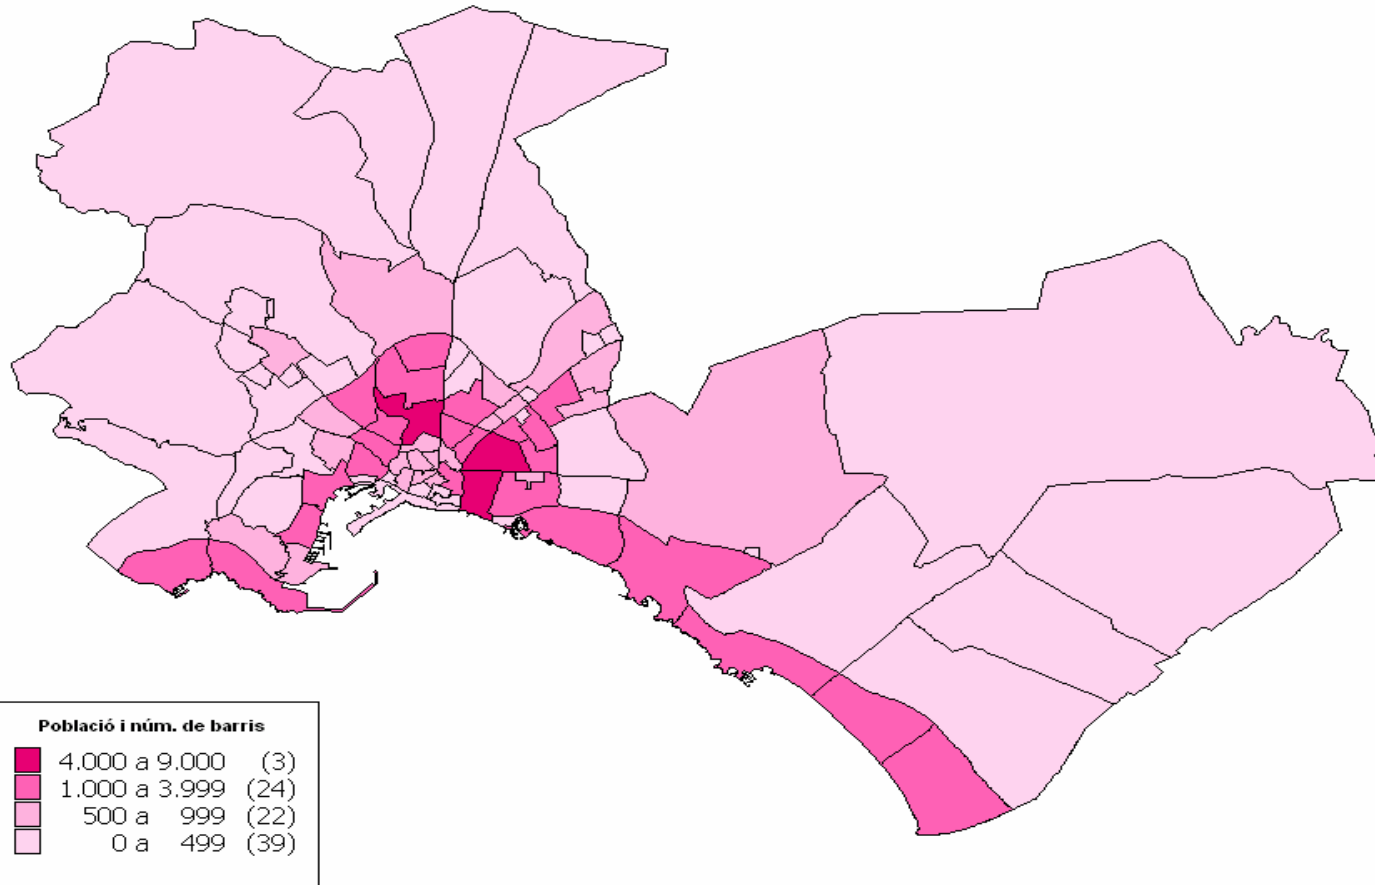 Població i núm. de barris
4.000 a 9.000 (3)
1.000 a 3.999 (24)
500 a 999 (22)
0 a 499 (39)